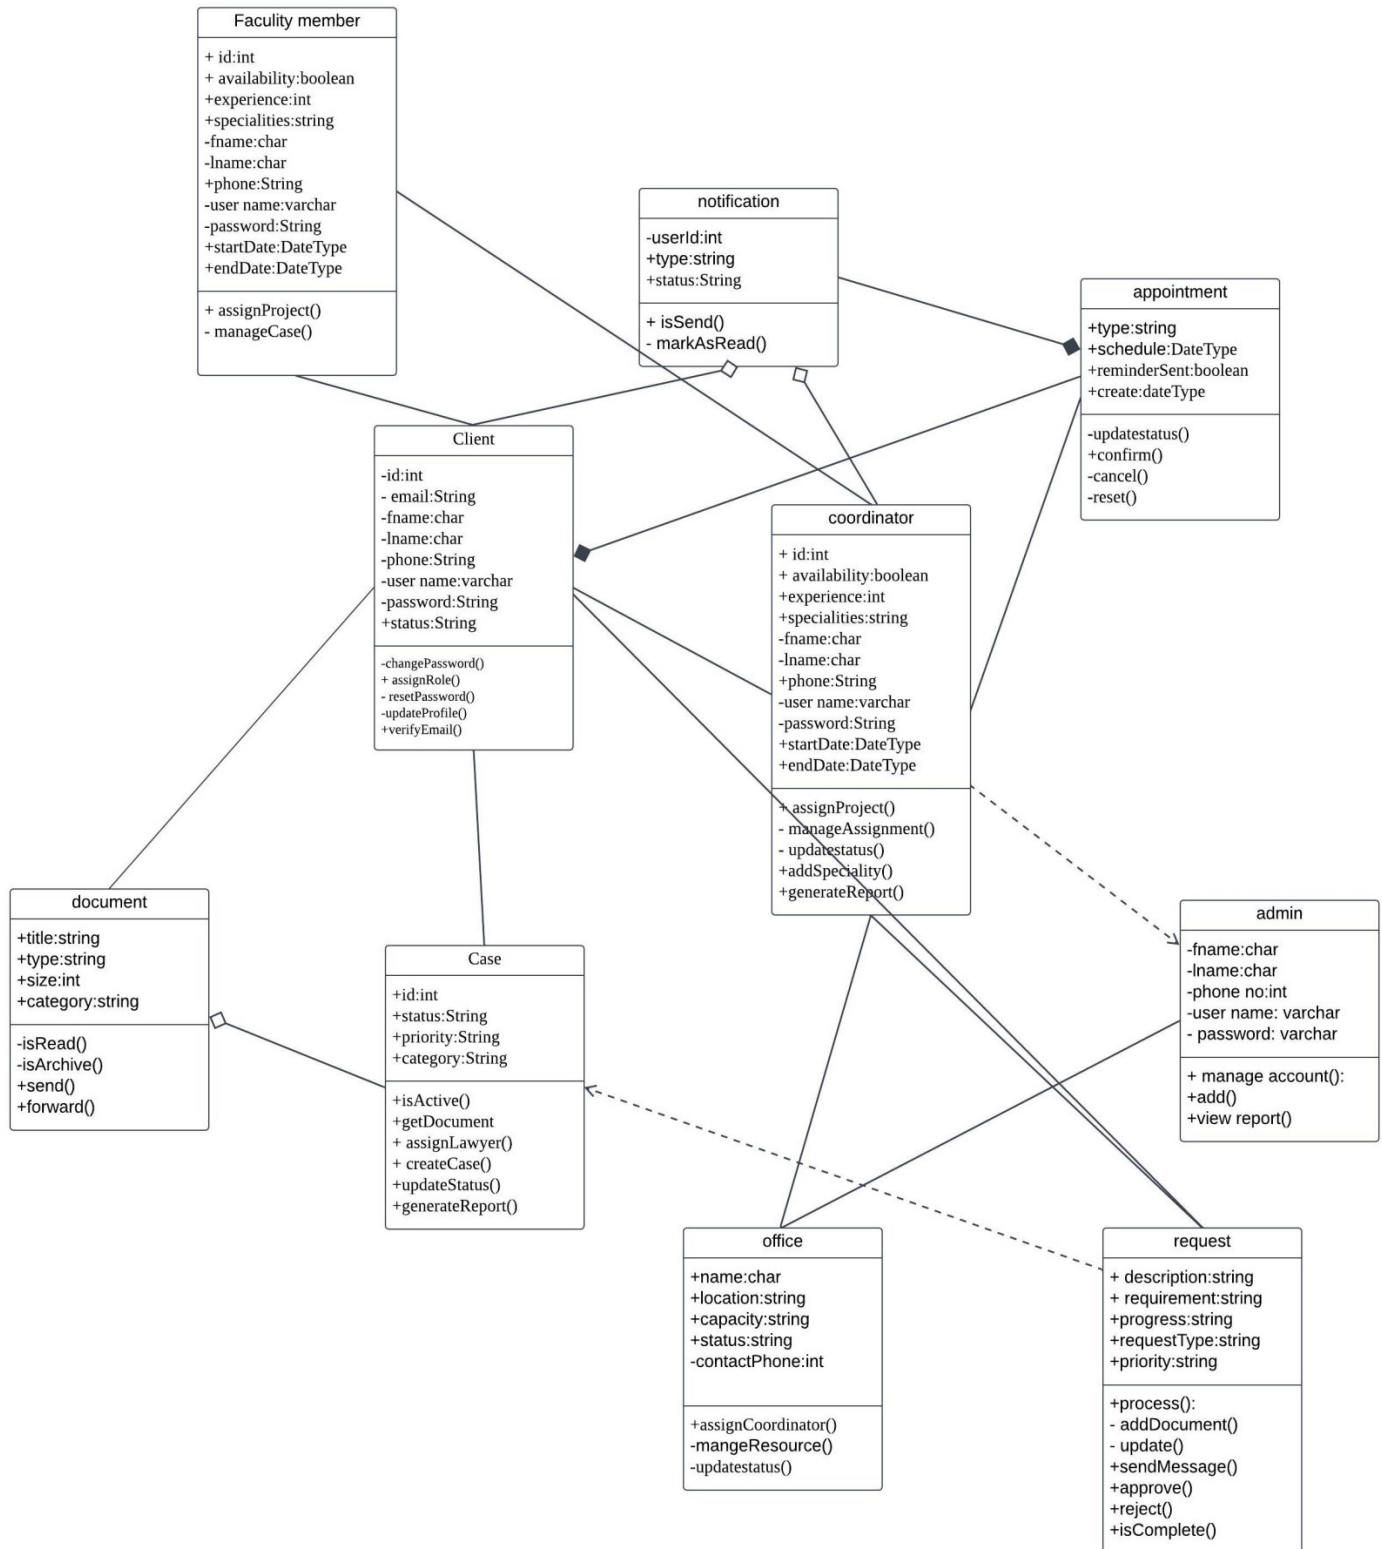 Faculity member
+ id:int
+ availability:boolean
+experience:int
+specialities:string
-fname:char
-lname:char
+phone:String
-user name:varchar
-password:String
+startDate:DateType
+endDate:DateType
+ assignProject()
- manageCase()
notification
-userId:int
+type:string
+status:String
+ isSend()
- markAsRead()
appointment
+type:string
+schedule:DateType
+reminderSent:boolean
+create:dateType
-updatestatus()
+confirm()
-cancel()
-reset()
Client
-id:int
- email:String
-fname:char
-lname:char
-phone:String
-user name:varchar
-password:String
+status:String
-changePassword()
+ assignRole()
- resetPassword()
-updateProfile()
+verifyEmail()
coordinator
+ id:int
+ availability:boolean
+experience:int
+specialities:string
-fname:char
-lname:char
+phone:String
-user name:varchar
-password:String
+startDate:DateType
+endDate:DateType
+ assignProject()
- manageAssignment()
- updatestatus()
+addSpeciality()
+generateReport()
document
+title:string
+type:string
+size:int
+category:string
-isRead()
-isArchive()
+send()
+forward()
Case
+id:int
+status:String
+priority:String
+category:String
+isActive()
+getDocument
+ assignLawyer()
+ createCase()
+updateStatus()
+generateReport()
admin
-fname:char
-lname:char
-phone no:int
-user name: varchar
- password: varchar
+ manage account():
+add()
+view report()
office
+name:char
+location:string
+capacity:string
+status:string
-contactPhone:int
+assignCoordinator()
-mangeResource()
-updatestatus()
request
+ description:string
+ requirement:string
+progress:string
+requestType:string
+priority:string
+process():
- addDocument()
- update()
+sendMessage()
+approve()
+reject()
+isComplete()